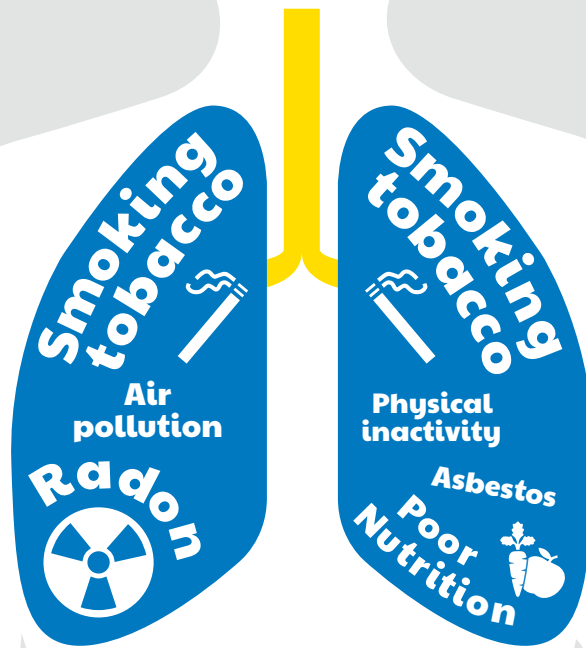 Smoking
tobacco
Air
pollution
Radon
Smoking
tobacco
Physical
inactivity
Asbestos
Poor
Nutrition